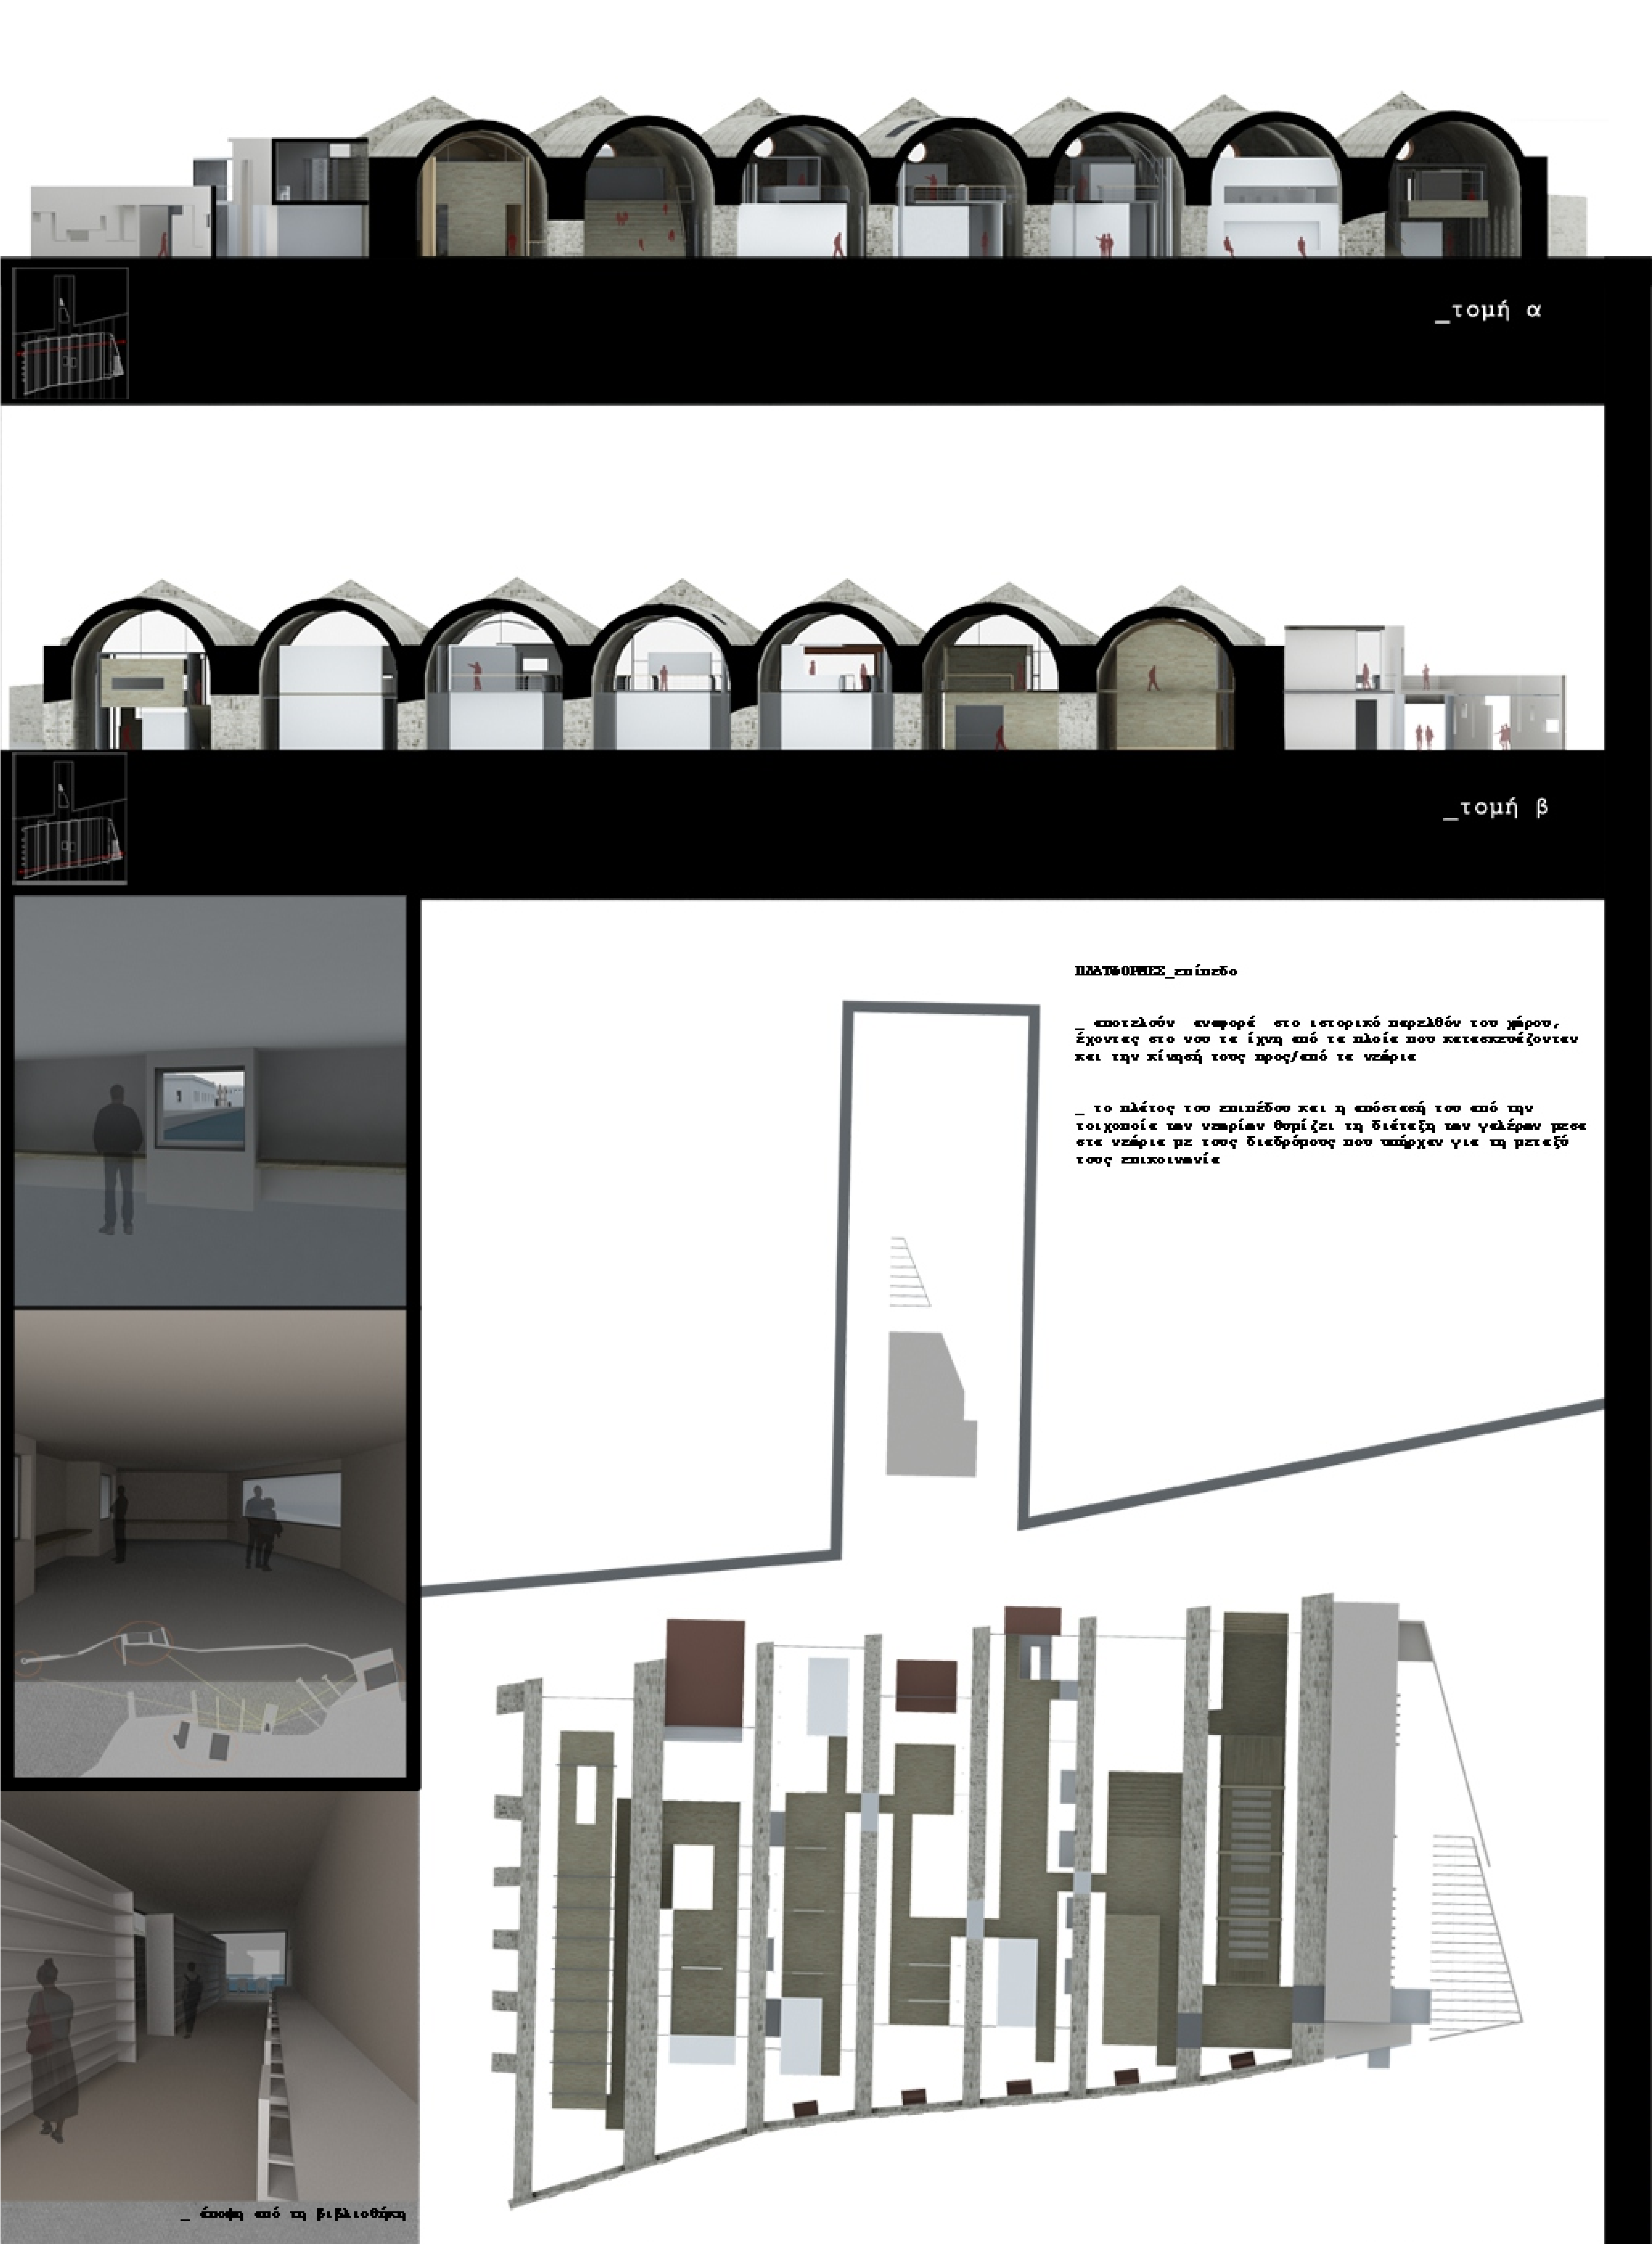 _τομή α
_τομή β
ΠΛΑΤΦΟΡΜΕΣ_επίπεδο
_ αποτελούν αναφορά στο ιστορικό παρελθόν του χώρου,
έχοντας στο νου τα ίχνη από τα πλοία που κατασκευάζονταν
και την κίνησή τους προς/από τα νεώρια
_ το πλάτος του επιπέδου και η απόστασή του από την
τοιχοποιία των νεωρίων θυμίζει τη διάταξη των γαλέρων μεσα
στα νεώρια με τους διαδρόμους που υπήρχαν για τη μεταξύ
τους επικοινωνία
_ άποψη από τη βιβλιοθήκη